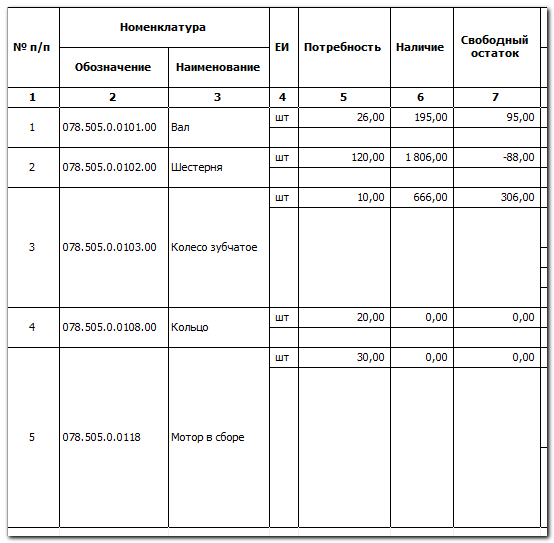 № п/п Номенклатура ЕИ Потребность Наличие Свободный остаток
Обозначение Наименование
1 2 3 4 5 6 7
1 078.505.0.0101.00 Вал шт 26,00 195,00 95,00
2 078.505.0.0102.00 Шестерня шт 120,00 1 806,00 -88,00
3 078.505.0.0103.00 Колесо зубчатое шт 10,00 666,00 306,00
4 078.505.0.0108.00 Кольцо шт 20,00 0,00 0,00
5 078.505.0.0118 Мотор в сборе шт 30,00 0,00 0,00